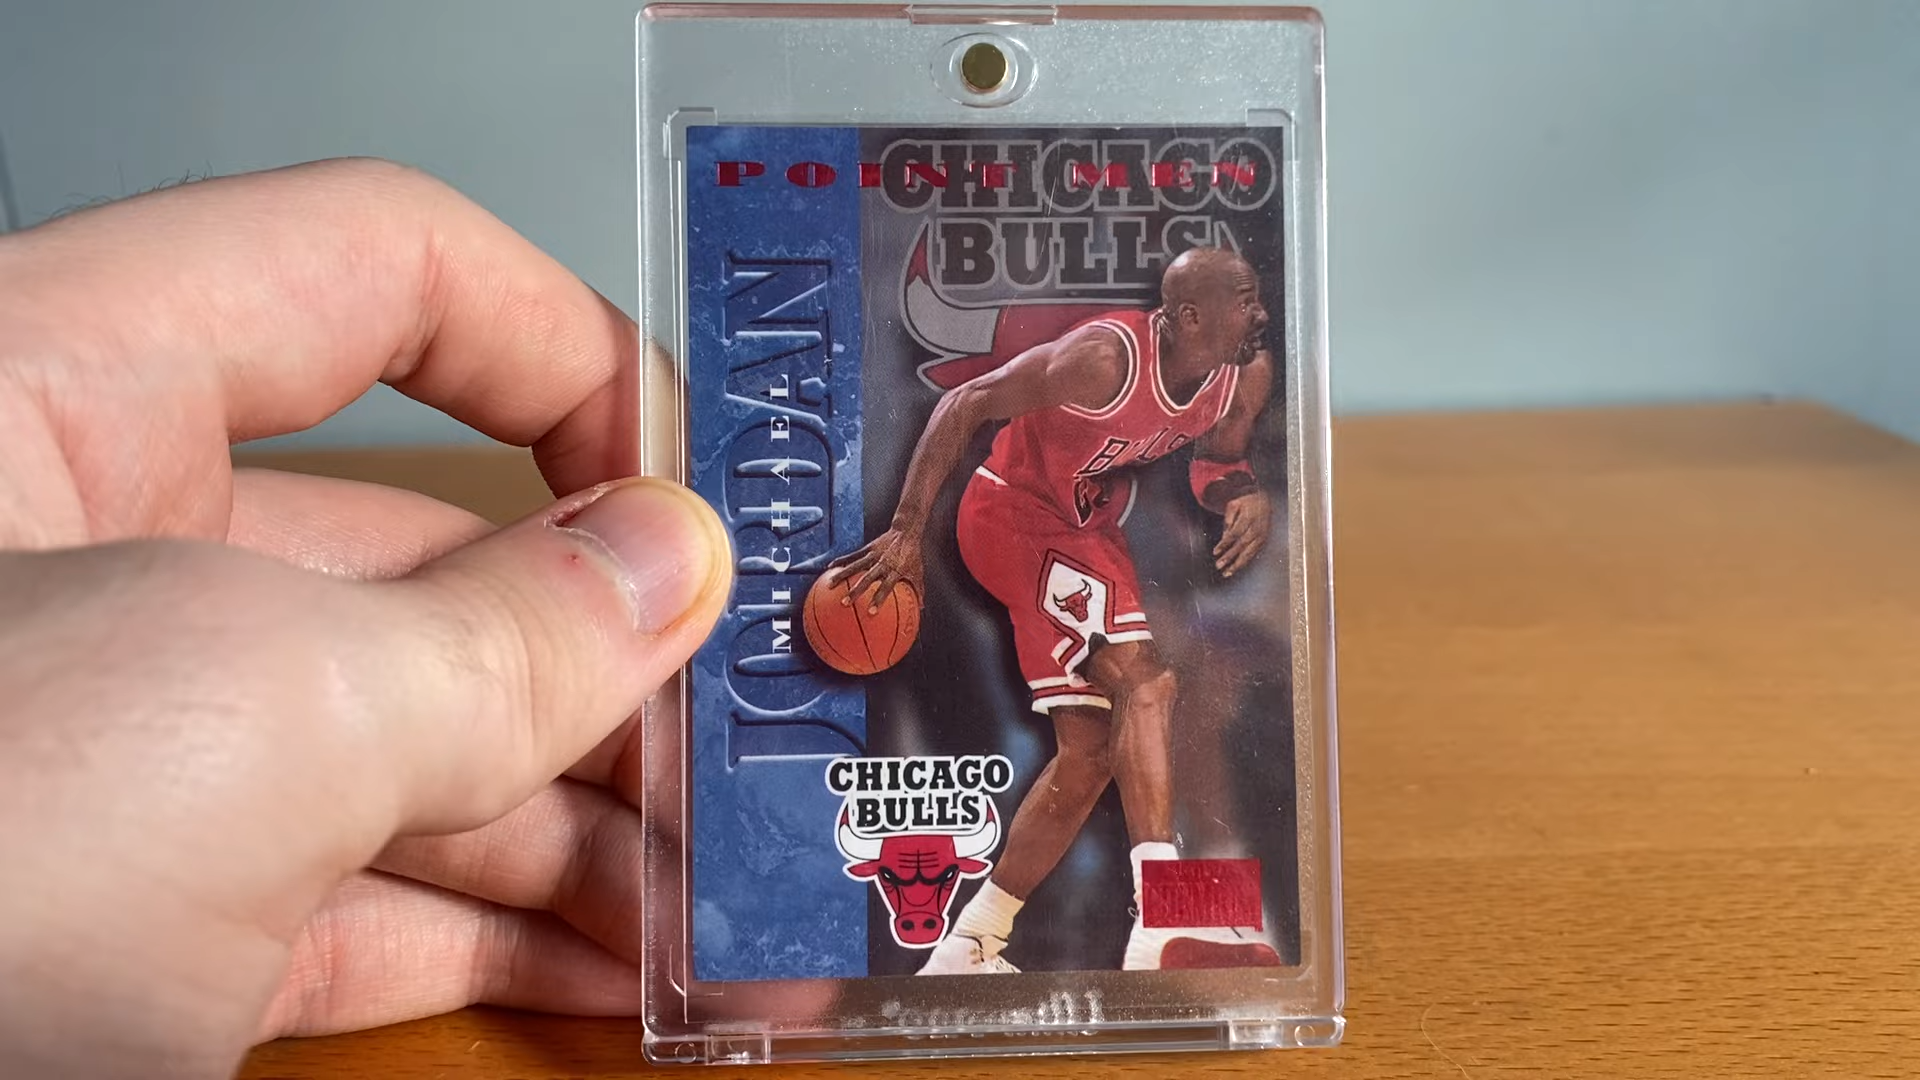 POINT MEN
CHICAGO
BULLS
MICHAEL
JORDAN
BULLS
CHICAGO
BULLS